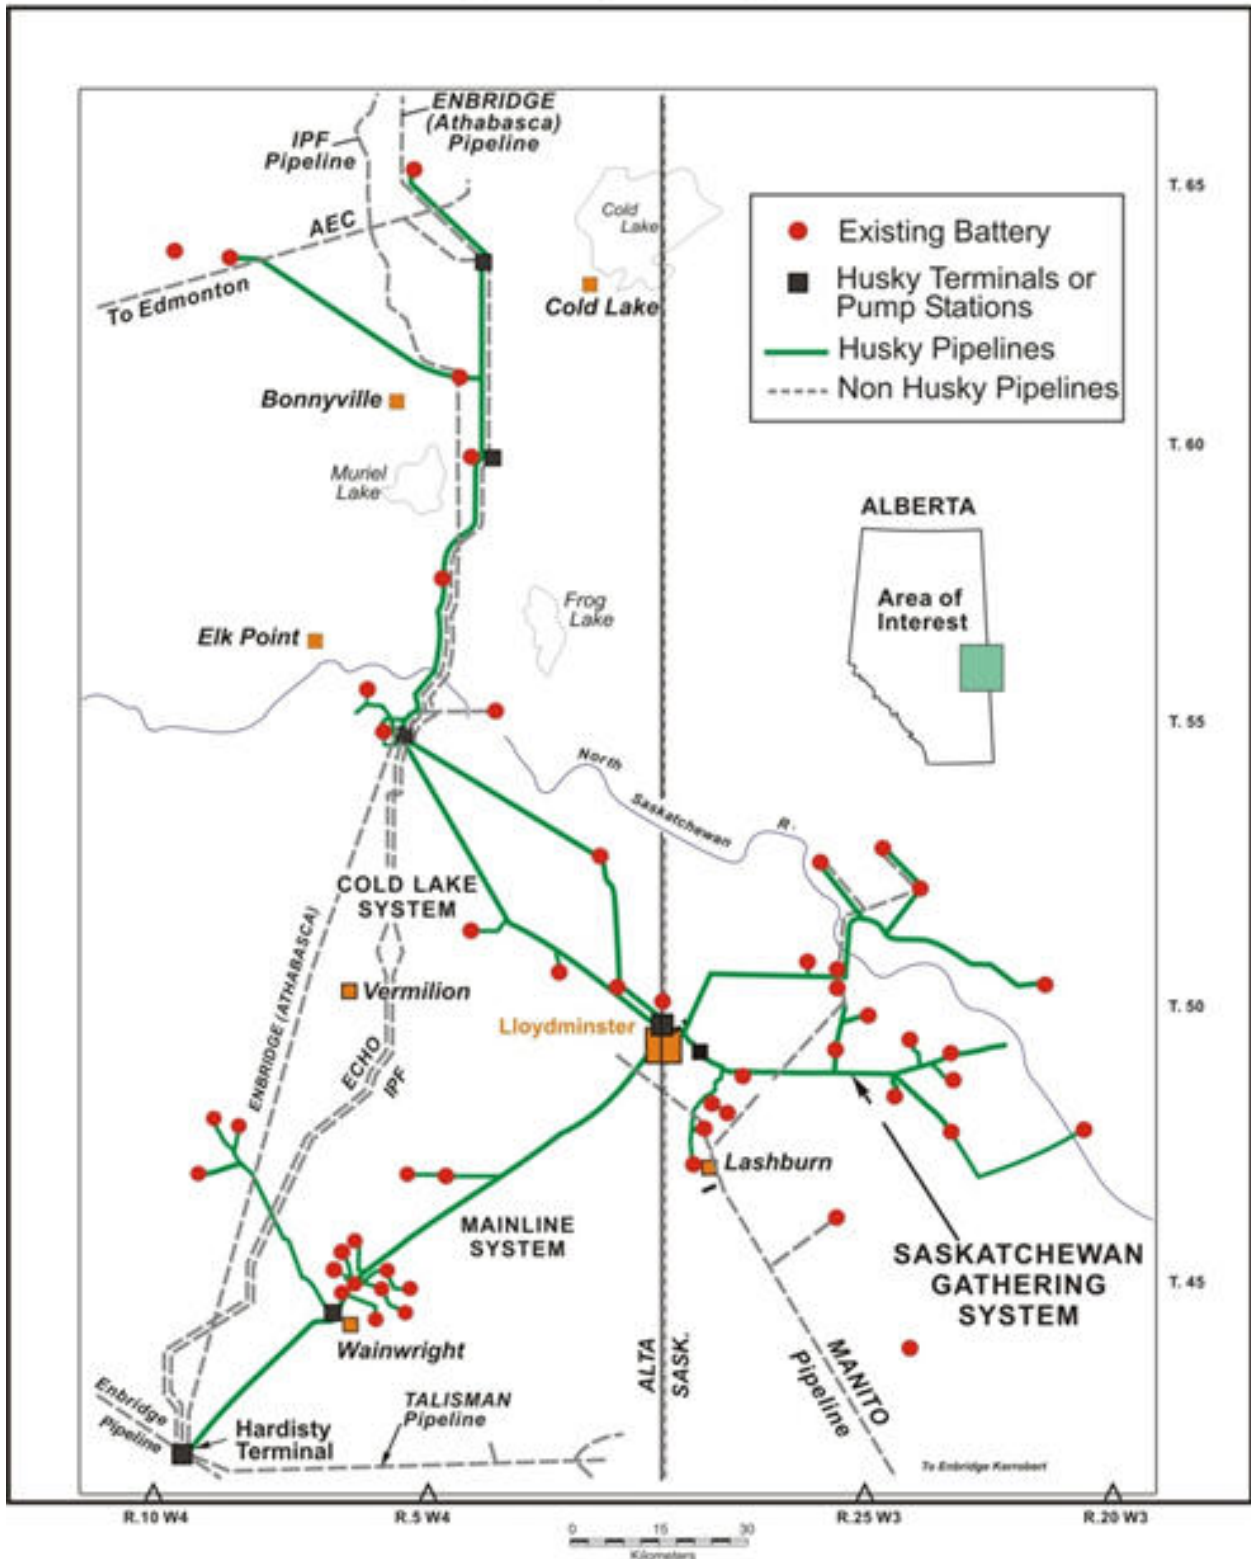 ENBRIDGE
(Athabasca)
Pipeline
IPF
Pipeline
AEC
To Edmonton
Cold
Lake
Cold Lake
T. 65
Existing Battery
Husky Terminals or
Pump Stations
Husky Pipelines
Non Husky Pipelines
Bonnyville
Muriel
Lake
T. 60
ALBERTA
Area of
Interest
Frog
Lake
Elk Point
T. 55
North
Saskatchewan
R.
COLD LAKE
SYSTEM
ENBRIDGE (ATHABASCA)
Vermilion
Lloydminster
T. 50
ECHO
IPF
Lashburn
MAINLINE
SYSTEM
SASKATCHEWAN
GATHERING
SYSTEM
T. 45
Wainwright
ALTA
SASK.
MANITO
Pipeline
Enbridge
Pipeline
Hardisty
Terminal
TALISMAN
Pipeline
To Enbridge Kerrobert
R.10 W4
R.5 W4
R.25 W3
R.20 W3
0 15 30
Kilometers